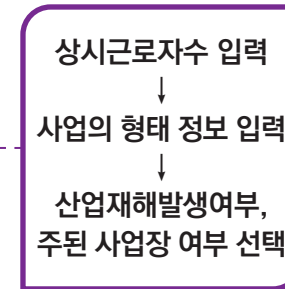 상시근로자수 입력
↓
사업의 형태 정보 입력
↓
산업재해발생여부,
주된 사업장 여부 선택